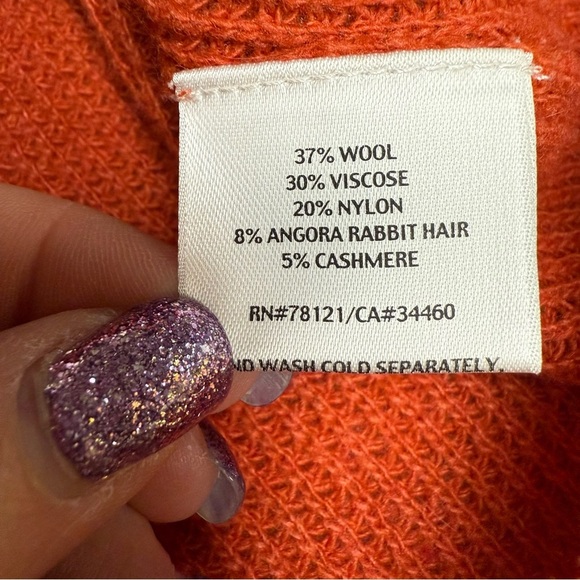 37% WOOL
30% VISCOSE
20% NYLON
8% ANGORA RABBIT HAIR
5% CASHMERE
RN#78121/CA#34460
ND WASH COLD SEPARATELY.